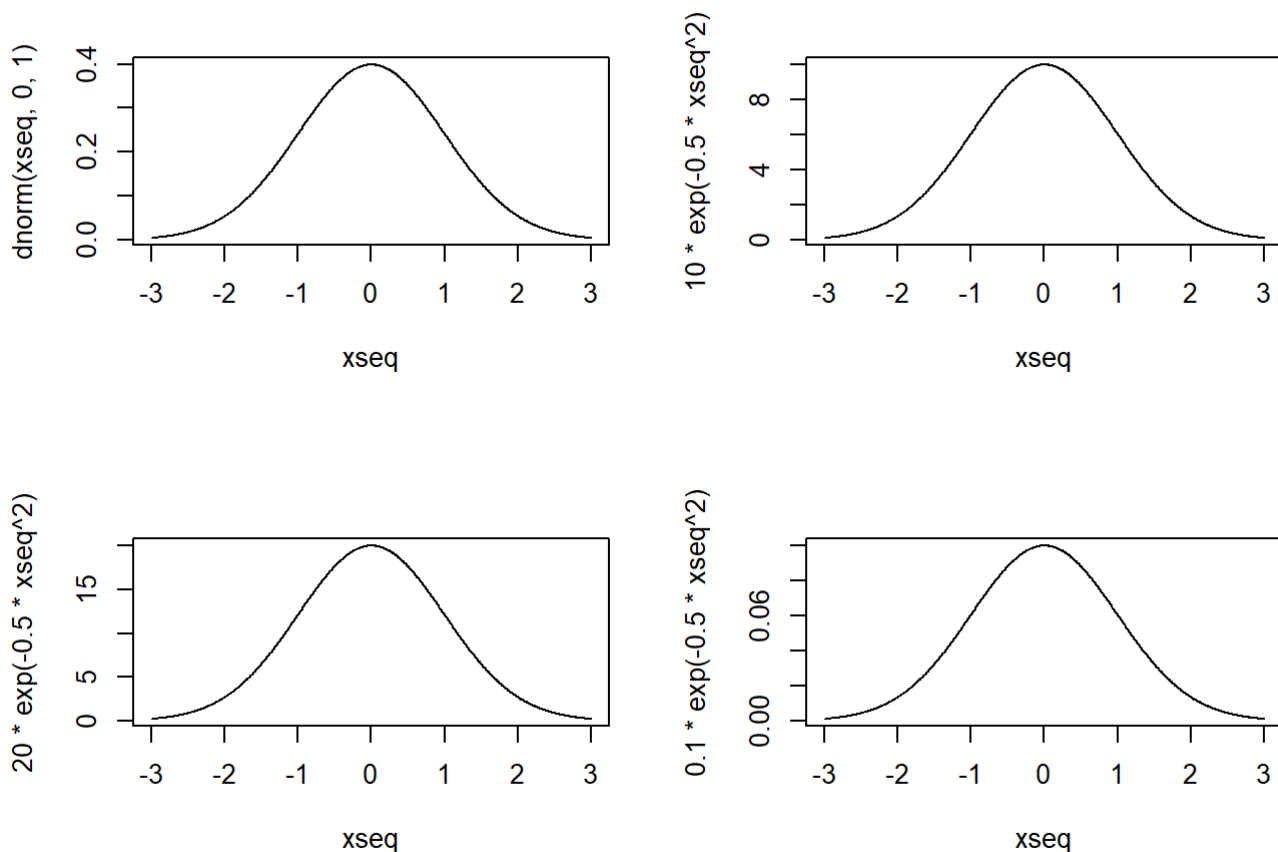 dnorm(xseq, 0, 1)
0.0 0.2 0.4
-3 -2 -1 0 1 2 3
xseq
10 * exp(-0.5 * xseq^2)
0 4 8
-3 -2 -1 0 1 2 3
xseq
20 * exp(-0.5 * xseq^2)
0 5 15
-3 -2 -1 0 1 2 3
xseq
0.1 * exp(-0.5 * xseq^2)
0.00 0.06
-3 -2 -1 0 1 2 3
xseq